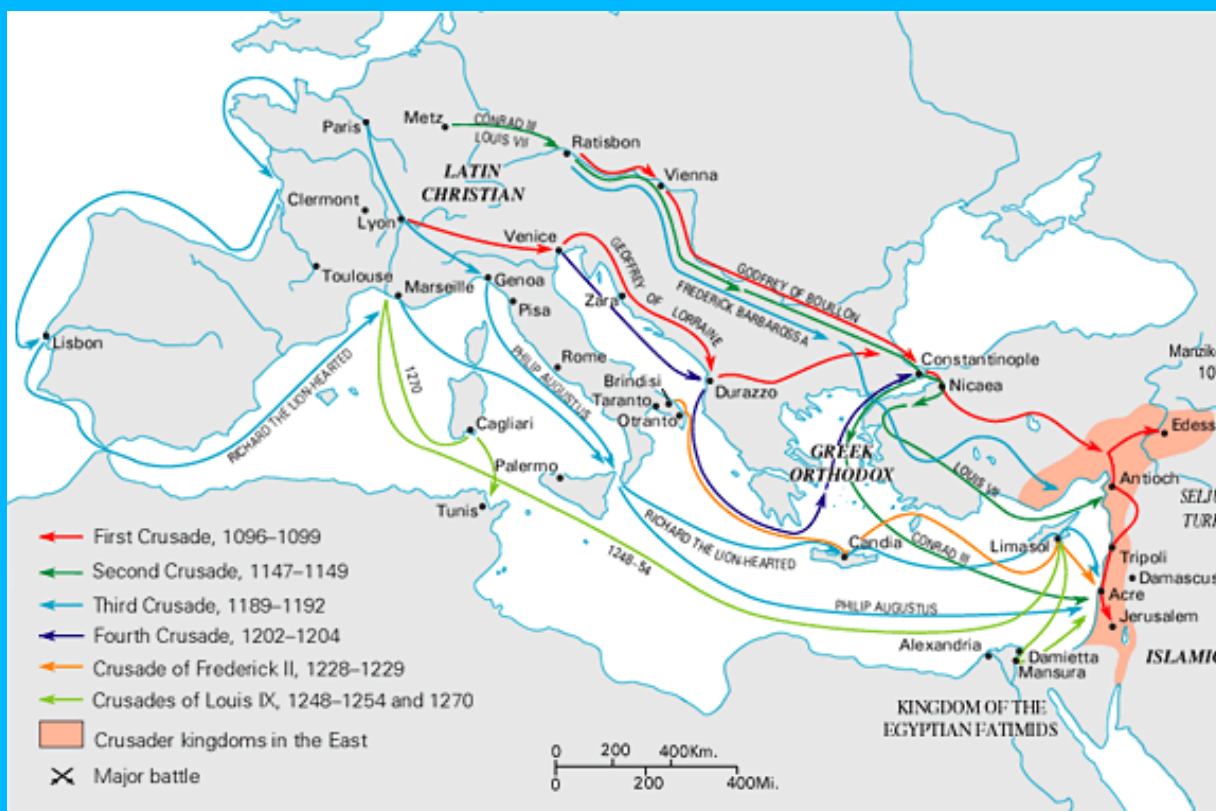 Paris
Metz
CONRAD III
LOUIS VII
Ratisbon
LATIN
CHRISTIAN
Vienna
Clermont
Lyon
Venice
GEOFFREY OF LORRAINE
GODFREY OF BOUILLON
FREDERICK BARBAROSSA
Toulouse
Marseille
Genoa
Zara
Pisa
Lisbon
RICHARD THE LION-HEARTED
1270
PHILIP AUGUSTUS
Rome
Brindisi
Taranto
Otranto
Durazzo
Constantinople
Nicaea
Manzik
10
Edess
Cagliari
Palermo
Tunis
GREEK
ORTHODOX
LOUIS VII
Antioch
SELJU
TURK
1248–54
RICHARD THE LION-HEARTED
Candia
CONRAD III
Limasol
Tripoli
Damascus
Acre
PHILIP AUGUSTUS
Jerusalem
Alexandria
Damietta
Mansura
ISLAMIC
KINGDOM OF THE
EGYPTIAN FATIMIDS
First Crusade, 1096–1099
Second Crusade, 1147–1149
Third Crusade, 1189–1192
Fourth Crusade, 1202–1204
Crusade of Frederick II, 1228–1229
Crusades of Louis IX, 1248–1254 and 1270
Crusader kingdoms in the East
Major battle
0 200 400Km.
0 200 400Mi.